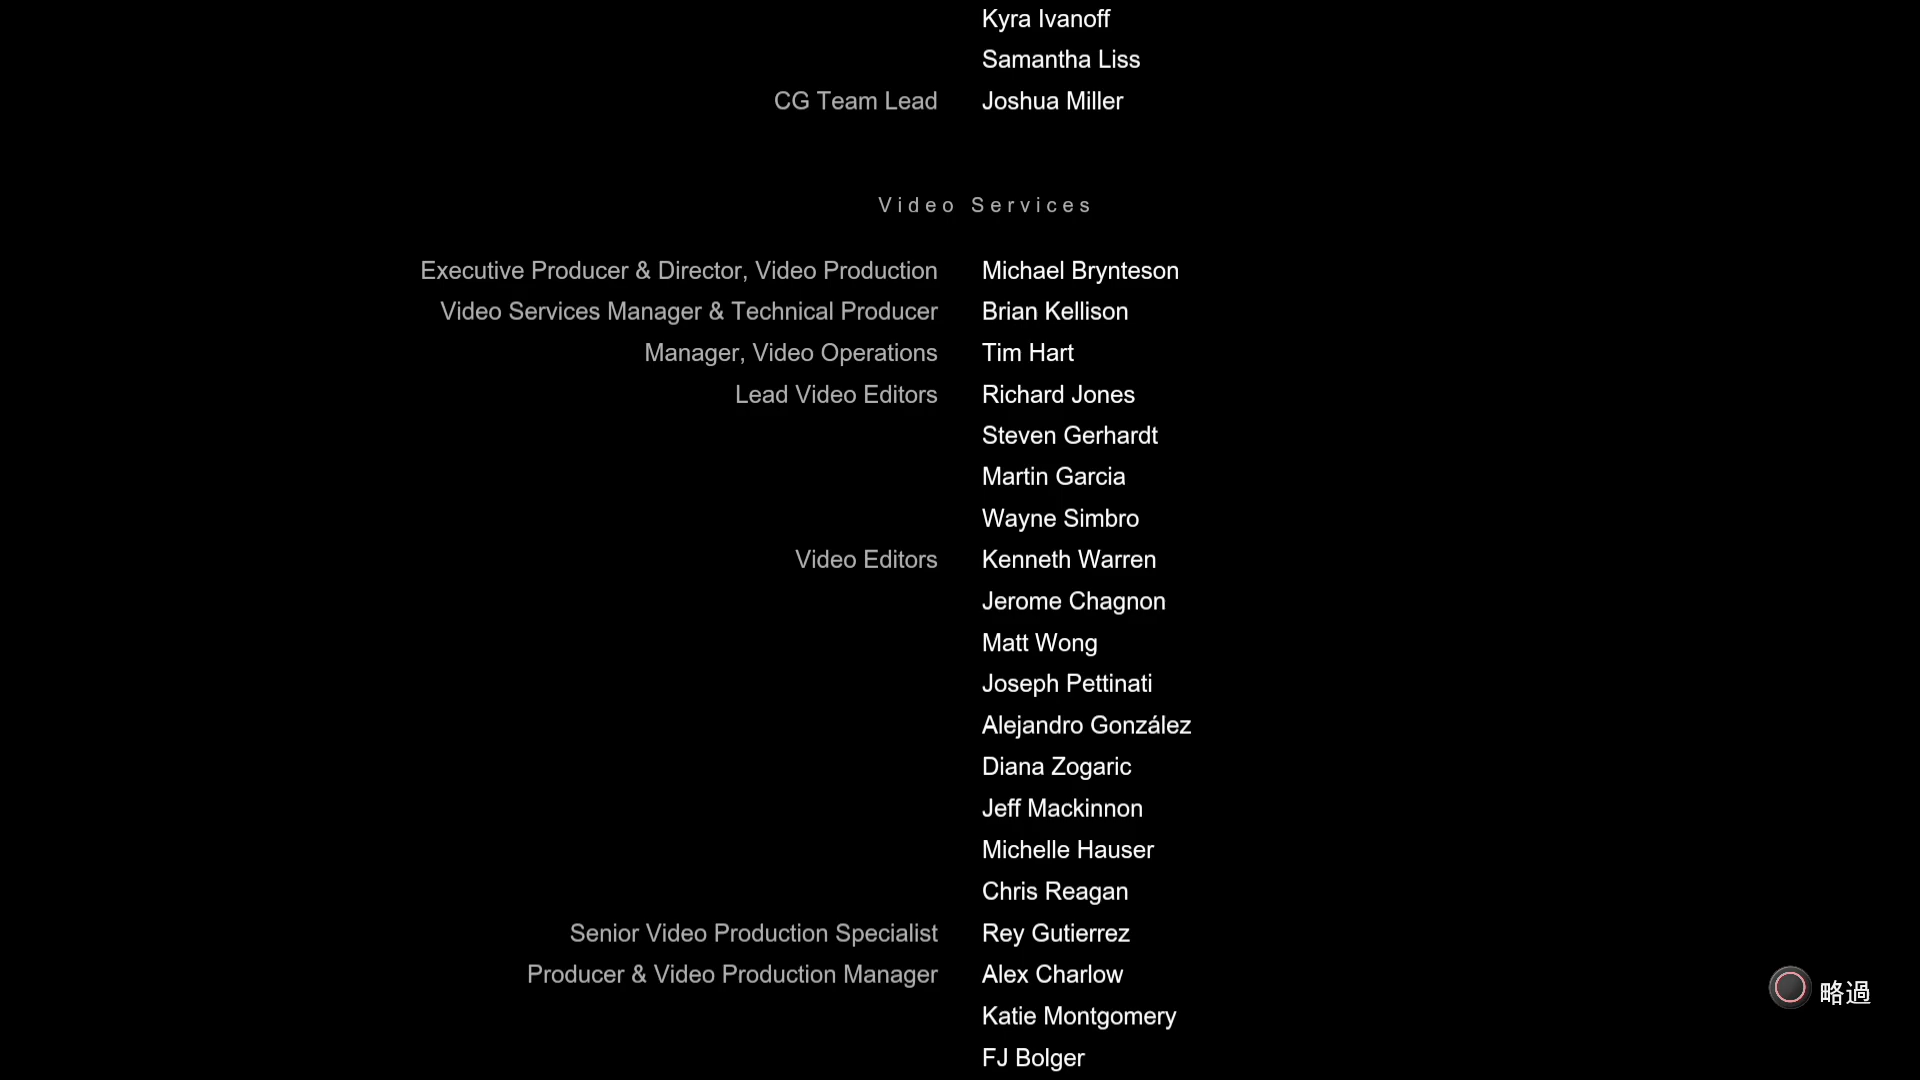 Kyra Ivanoff
Samantha Liss
CG Team Lead Joshua Miller
Video Services
Executive Producer & Director, Video Production Michael Brynteson
Video Services Manager & Technical Producer Brian Kellison
Manager, Video Operations Tim Hart
Lead Video Editors Richard Jones
Steven Gerhardt
Martin Garcia
Wayne Simbro
Video Editors Kenneth Warren
Jerome Chagnon
Matt Wong
Joseph Pettinati
Alejandro González
Diana Zogaric
Jeff Mackinnon
Michelle Hauser
Chris Reagan
Senior Video Production Specialist Rey Gutierrez
Producer & Video Production Manager Alex Charlow
Katie Montgomery
FJ Bolger
略過